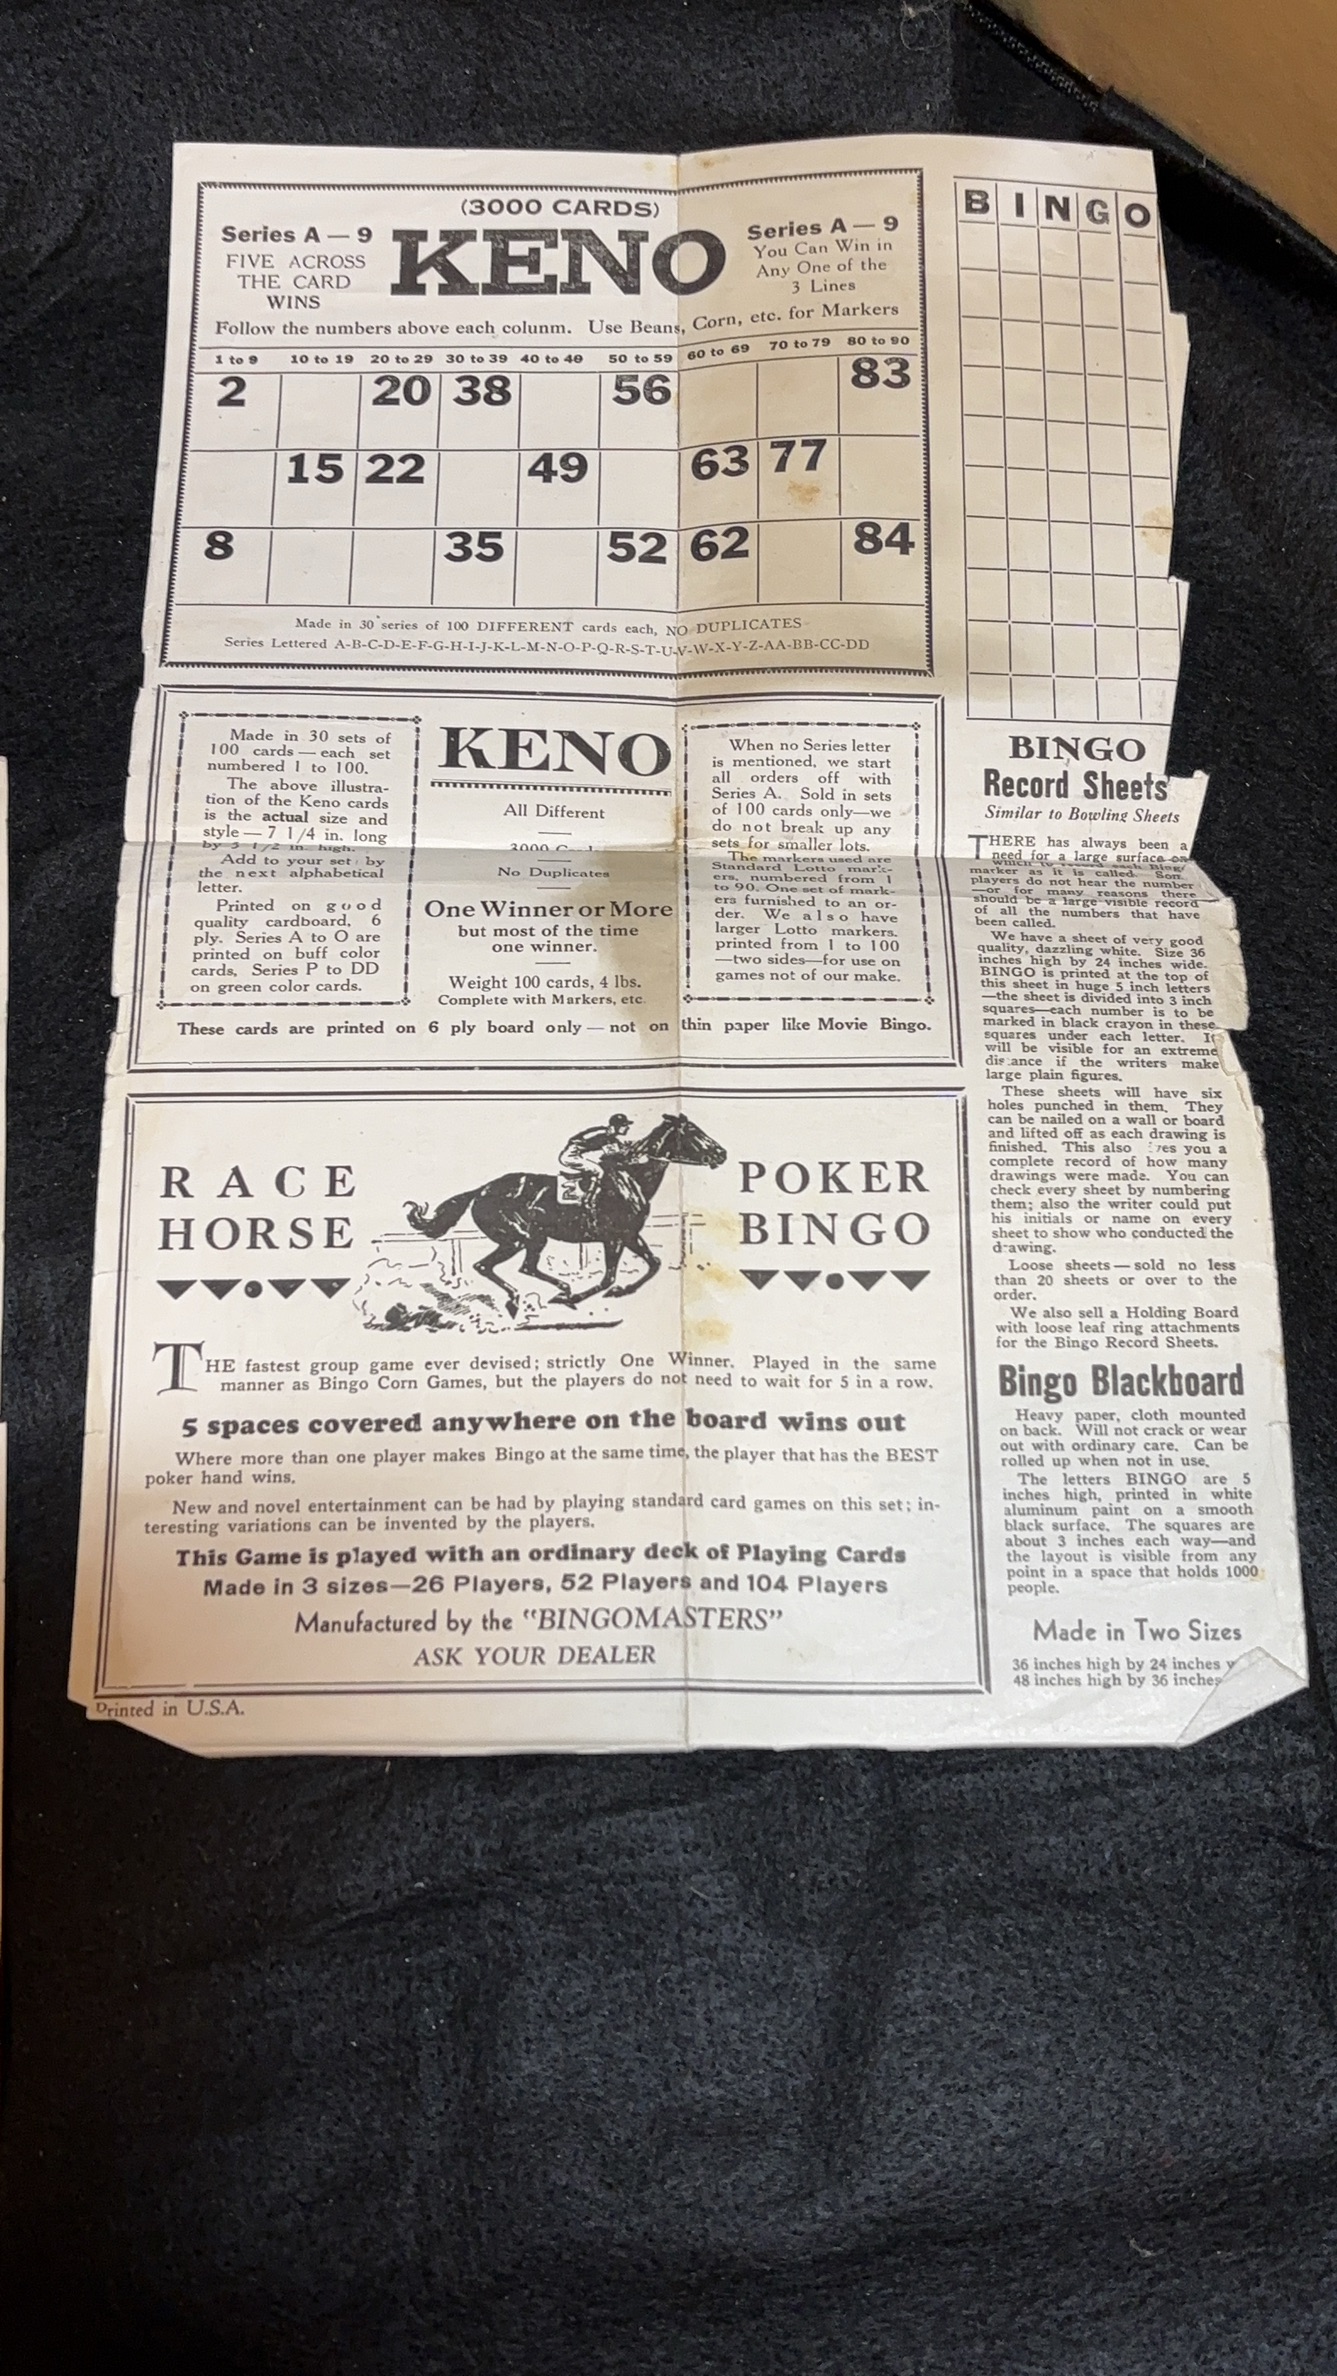 (3000 CARDS)
Series A — 9
FIVE ACROSS
THE CARD
WINS
KENO
Series A — 9
You Can Win in
Any One of the
3 Lines
Follow the numbers above each colunm. Use Beans, Corn, etc. for Markers
1 to 9 10 to 19 20 to 29 30 to 39 40 to 49 50 to 59 60 to 69 70 to 79 80 to 90
2 20 38 56 83
15 22 49 63 77
8 35 52 62 84
Made in 30 series of 100 DIFFERENT cards each, NO DUPLICATES
Series Lettered A-B-C-D-E-F-G-H-I-J-K-L-M-N-O-P-Q-R-S-T-U-V-W-X-Y-Z-AA-BB-CC-DD
Made in 30 sets of
100 cards — each set
numbered 1 to 100.
The above illustra-
tion of the Keno cards
is the actual size and
style — 7 1/4 in. long
by 3 1/2 in. high.
Add to your set by
the next alphabetical
letter.
Printed on good
quality cardboard, 6
ply. Series A to O are
printed on buff color
cards, Series P to DD
on green color cards.
KENO
All Different
3000
No Duplicates
One Winner or More
but most of the time
one winner.
Weight 100 cards, 4 lbs.
Complete with Markers, etc.
When no Series letter
is mentioned, we start
all orders off with
Series A. Sold in sets
of 100 cards only—we
do not break up any
sets for smaller lots.
The markers used are
Standard Lotto mark-
ers, numbered from 1
to 90. One set of mark-
ers furnished to an or-
der. We also have
larger Lotto markers,
printed from 1 to 100
—two sides—for use on
games not of our make.
These cards are printed on 6 ply board only — not on thin paper like Movie Bingo.
RACE
HORSE
POKER
BINGO
THE fastest group game ever devised; strictly One Winner. Played in the same
manner as Bingo Corn Games, but the players do not need to wait for 5 in a row.
5 spaces covered anywhere on the board wins out
Where more than one player makes Bingo at the same time, the player that has the BEST
poker hand wins.
New and novel entertainment can be had by playing standard card games on this set; in-
teresting variations can be invented by the players.
This Game is played with an ordinary deck of Playing Cards
Made in 3 sizes—26 Players, 52 Players and 104 Players
Manufactured by the "BINGOMASTERS"
ASK YOUR DEALER
Printed in U.S.A.
B I N G O
BINGO
Record Sheets
Similar to Bowling Sheets
THERE has always been a
need for a large surface on
which to record each Bingo
marker as it is called. Som
players do not hear the number
—or for many reasons there
should be a large visible record
of all the numbers that have
been called.
We have a sheet of very good
quality, dazzling white. Size 36
inches high by 24 inches wide.
BINGO is printed at the top of
this sheet in huge 5 inch letters
—the sheet is divided into 3 inch
squares—each number is to be
marked in black crayon in these
squares under each letter. It
will be visible for an extreme
distance if the writers make
large plain figures.
These sheets will have six
holes punched in them. They
can be nailed on a wall or board
and lifted off as each drawing is
finished. This also you a
complete record of how many
drawings were made. You can
check every sheet by numbering
them; also the writer could put
his initials or name on every
sheet to show who conducted the
drawing.
Loose sheets — sold no less
than 20 sheets or over to the
order.
We also sell a Holding Board
with loose leaf ring attachments
for the Bingo Record Sheets.
Bingo Blackboard
Heavy paper, cloth mounted
on back. Will not crack or wear
out with ordinary care. Can be
rolled up when not in use.
The letters BINGO are 5
inches high, printed in white
aluminum paint on a smooth
black surface. The squares are
about 3 inches each way—and
the layout is visible from any
point in a space that holds 1000
people.
Made in Two Sizes
36 inches high by 24 inches
48 inches high by 36 inches